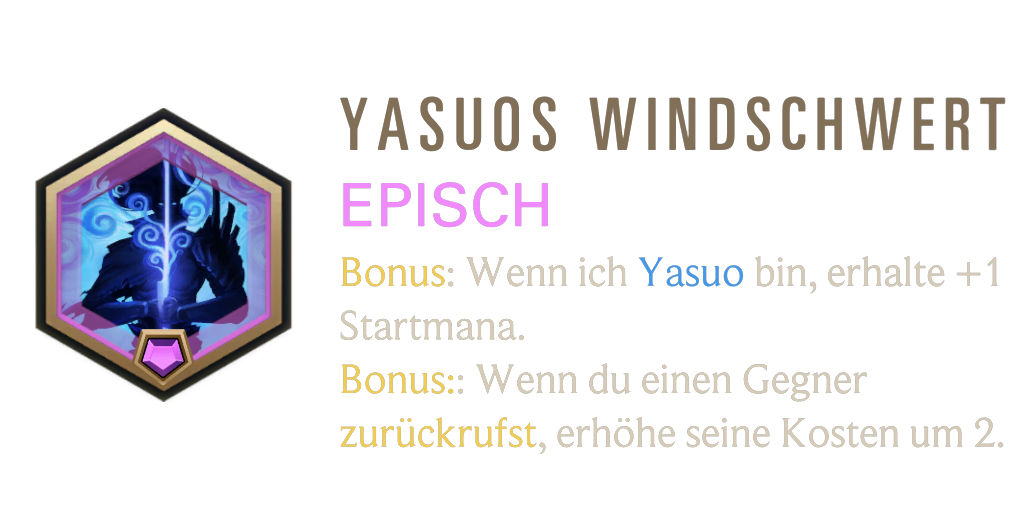 YASUOS WINDSCHWERT
EPISCH
Bonus: Wenn ich Yasuo bin, erhalte +1
Startmana.
Bonus:: Wenn du einen Gegner
zurückrufst, erhöhe seine Kosten um 2.